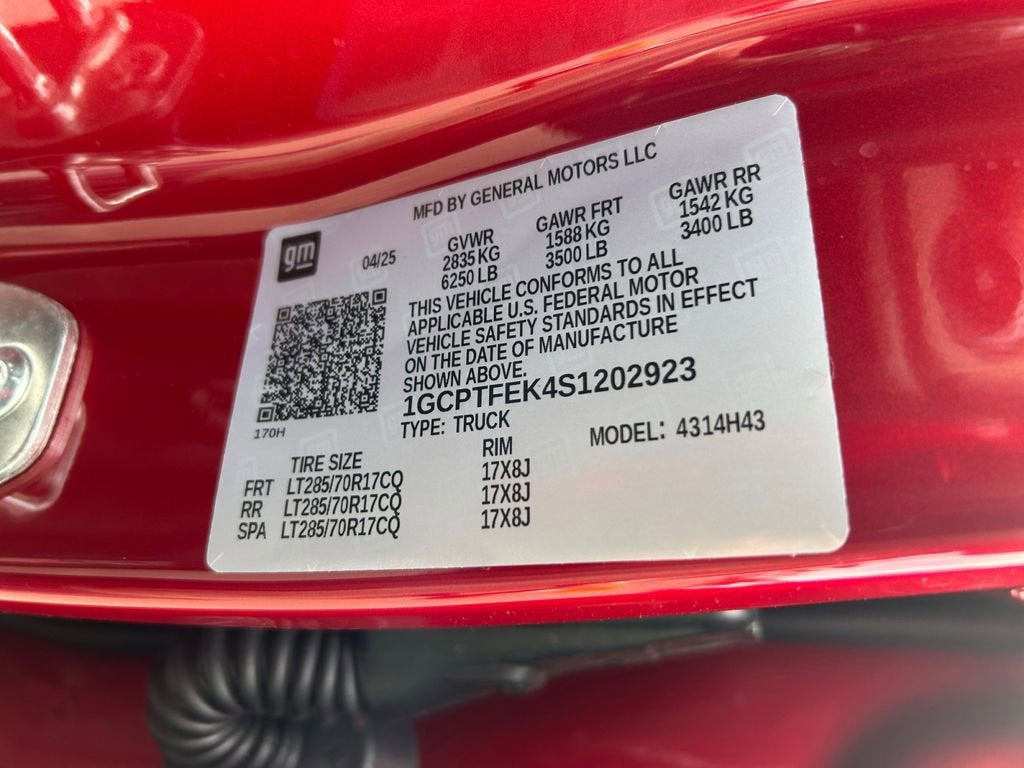 MFD BY GENERAL MOTORS LLC
gm
04/25
GVWR
2835 KG
6250 LB
GAWR FRT
1588 KG
3500 LB
GAWR RR
1542 KG
3400 LB
THIS VEHICLE CONFORMS TO ALL
APPLICABLE U.S. FEDERAL MOTOR
VEHICLE SAFETY STANDARDS IN EFFECT
ON THE DATE OF MANUFACTURE
SHOWN ABOVE.
1GCPTFEK4S1202923
TYPE: TRUCK
MODEL: 4314H43
170H
TIRE SIZE RIM
FRT LT285/70R17CQ 17X8J
RR LT285/70R17CQ 17X8J
SPA LT285/70R17CQ 17X8J